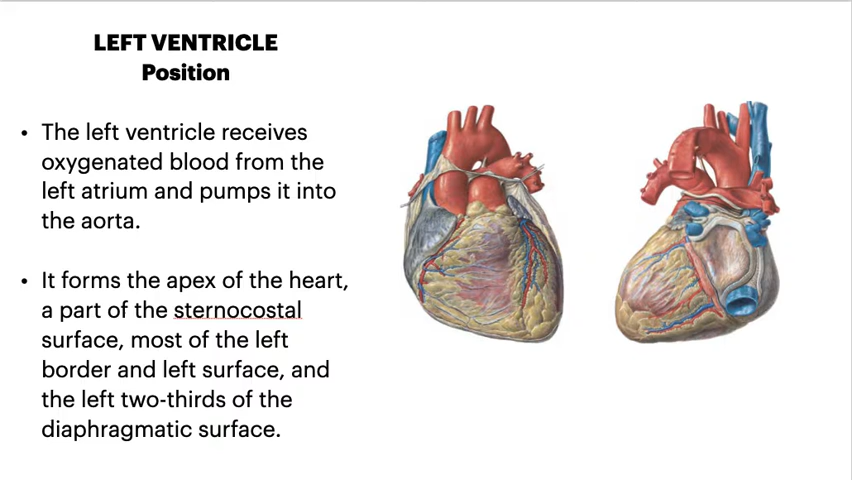 LEFT VENTRICLE
Position
• The left ventricle receives
oxygenated blood from the
left atrium and pumps it into
the aorta.
• It forms the apex of the heart,
a part of the sternocostal
surface, most of the left
border and left surface, and
the left two-thirds of the
diaphragmatic surface.